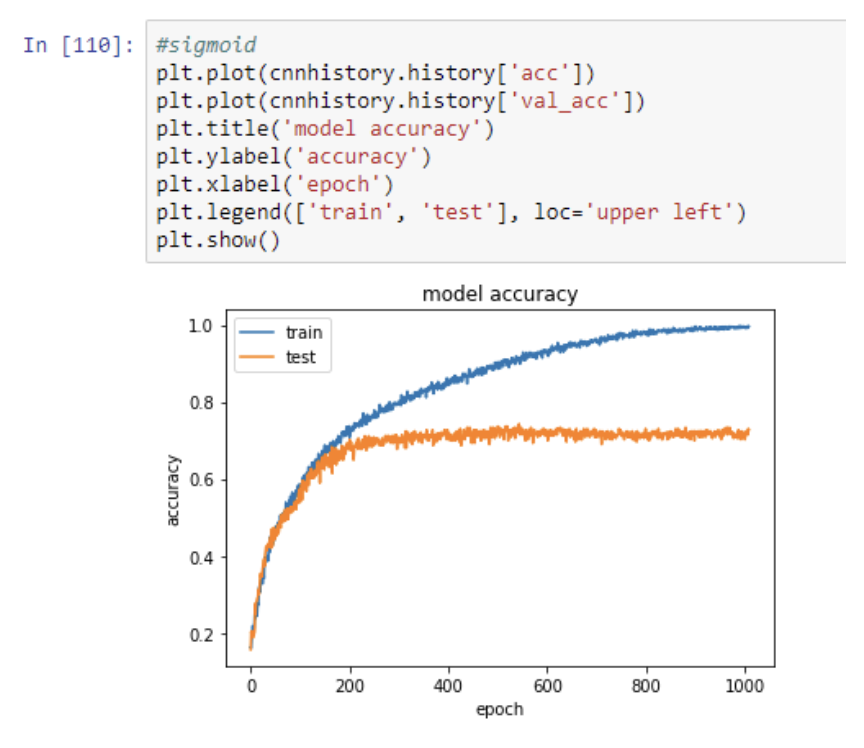 In [110]: #sigmoid
plt.plot(cnnhistory.history['acc'])
plt.plot(cnnhistory.history['val_acc'])
plt.title('model accuracy')
plt.ylabel('accuracy')
plt.xlabel('epoch')
plt.legend(['train', 'test'], loc='upper left')
plt.show()
model accuracy
train
test
1.0
0.8
0.6
0.4
0.2
accuracy
0 200 400 600 800 1000
epoch